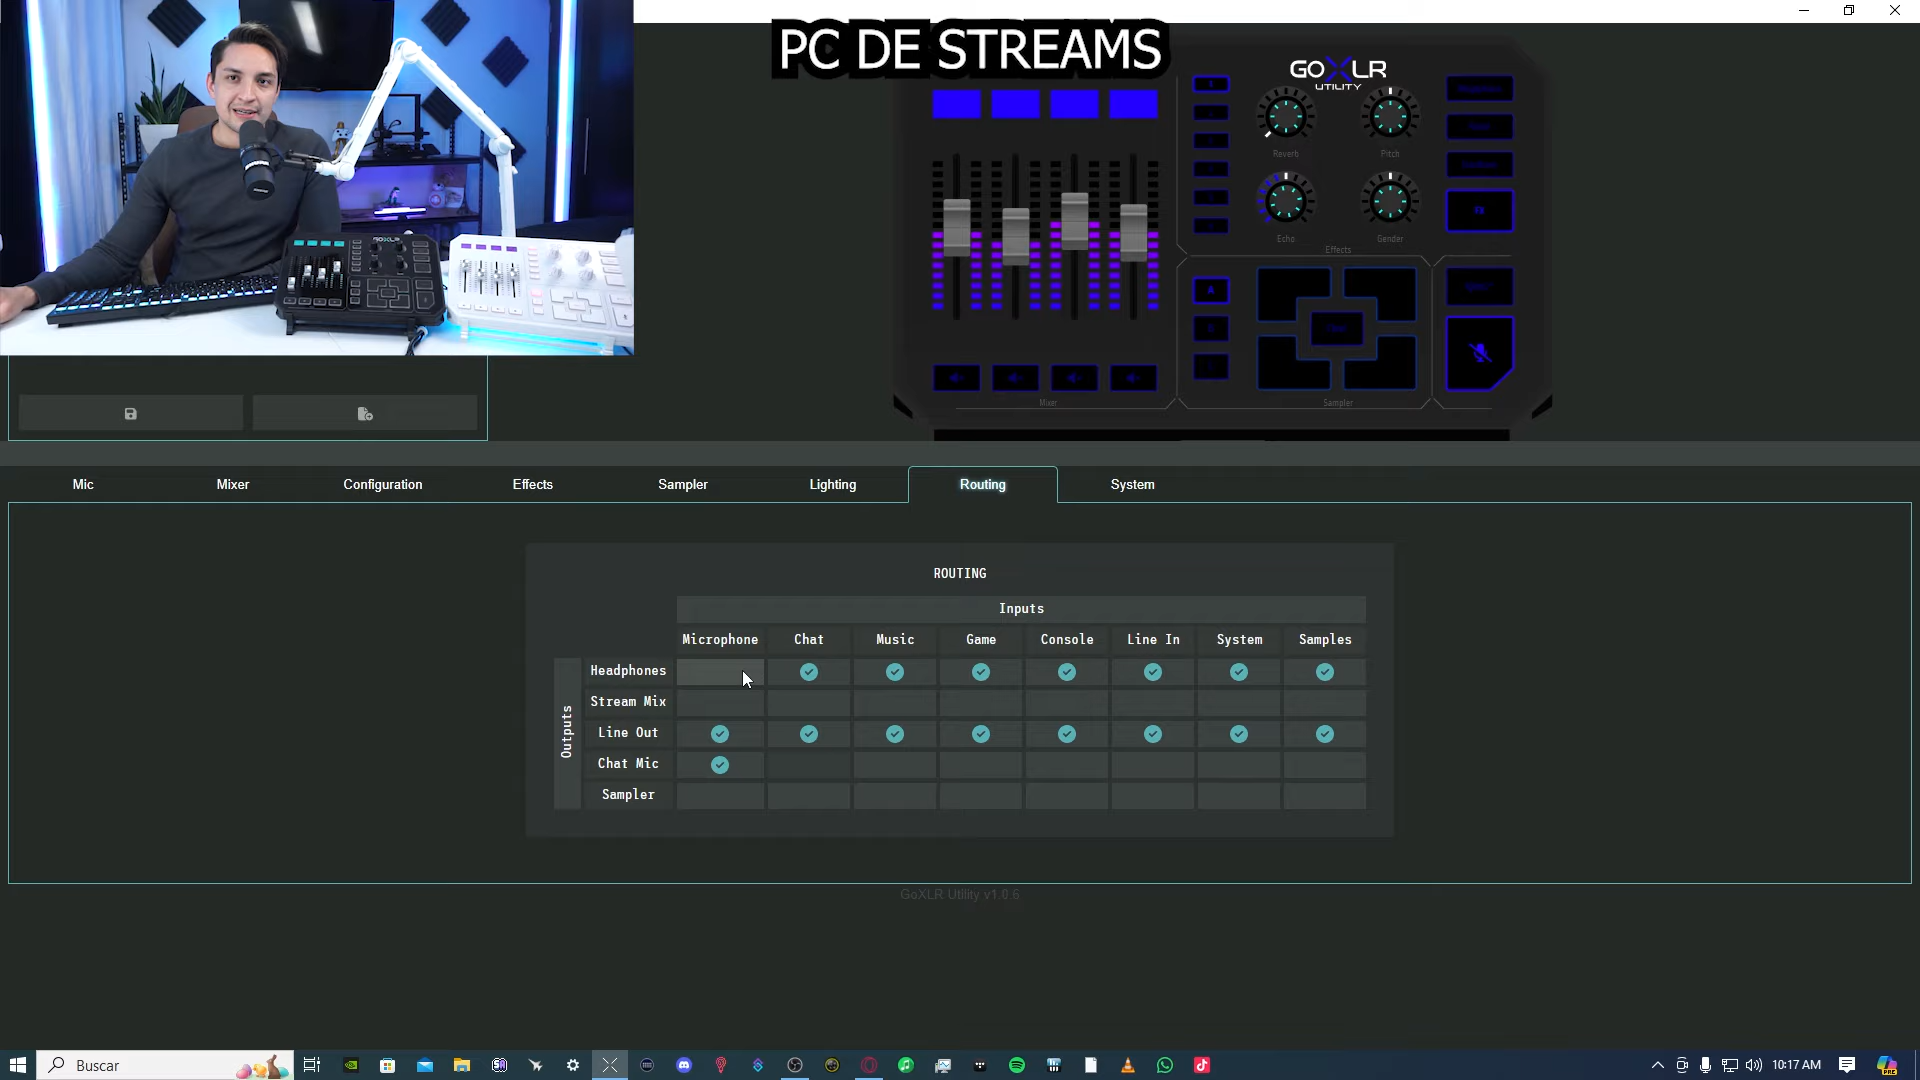 PC DE STREAMS
GOXLR
UTILITY
Reverb
Pitch
Echo
Gender
Effects
FX
A
Mixer
Sampler
Mic
Mixer
Configuration
Effects
Sampler
Lighting
Routing
System
ROUTING
Inputs
Microphone
Chat
Music
Game
Console
Line In
System
Samples
Outputs
Headphones
Stream Mix
Line Out
Chat Mic
Sampler
GoXLR Utility v1.0.6
Buscar
10:17 AM